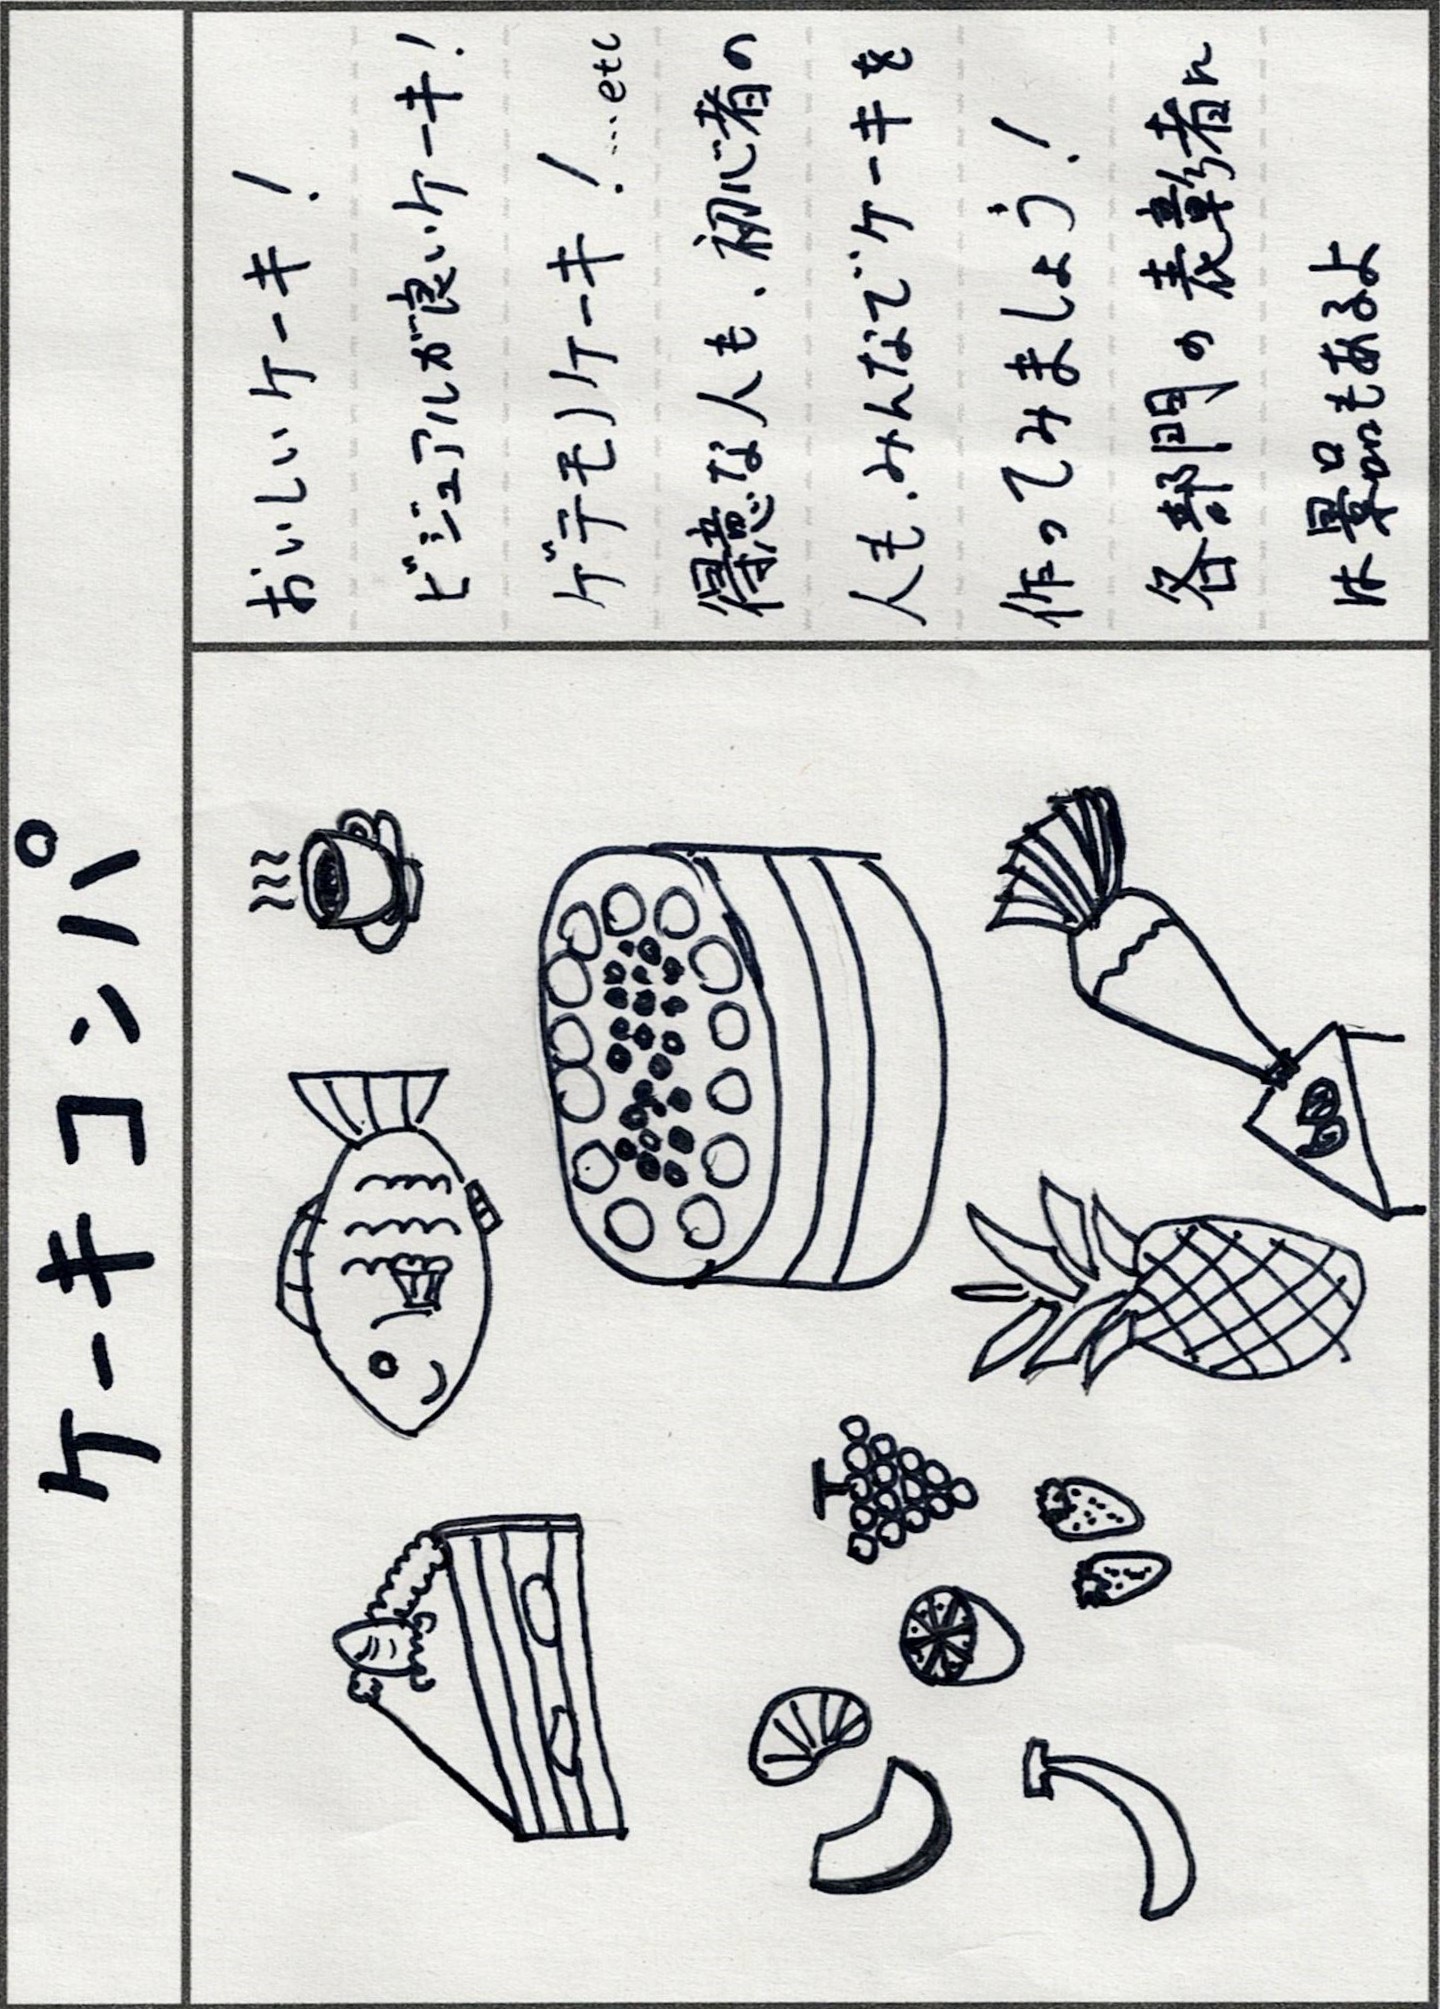 ケーキコンパ
おいしいケーキ!
ビジュアルが良いケーキ!
ゲテモノケーキ!…etc
得意な人も、初心者の
人も、みんなでケーキを
作ってみましょう!
各部門の表彰者に
は景品もあるよ